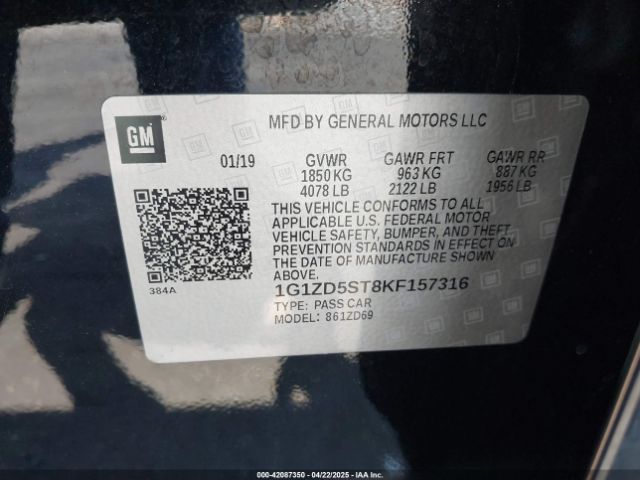 GM
®
MFD BY GENERAL MOTORS LLC
01/19 GVWR GAWR FRT GAWR RR
1850 KG 963 KG 887 KG
4078 LB 2122 LB 1956 LB
THIS VEHICLE CONFORMS TO ALL
APPLICABLE U.S. FEDERAL MOTOR
VEHICLE SAFETY, BUMPER, AND THEFT
PREVENTION STANDARDS IN EFFECT ON
THE DATE OF MANUFACTURE SHOWN
ABOVE.
384A
1G1ZD5ST8KF157316
TYPE: PASS CAR
MODEL: 861ZD69
000-42087350 - 04/22/2025 - IAAI, INC.